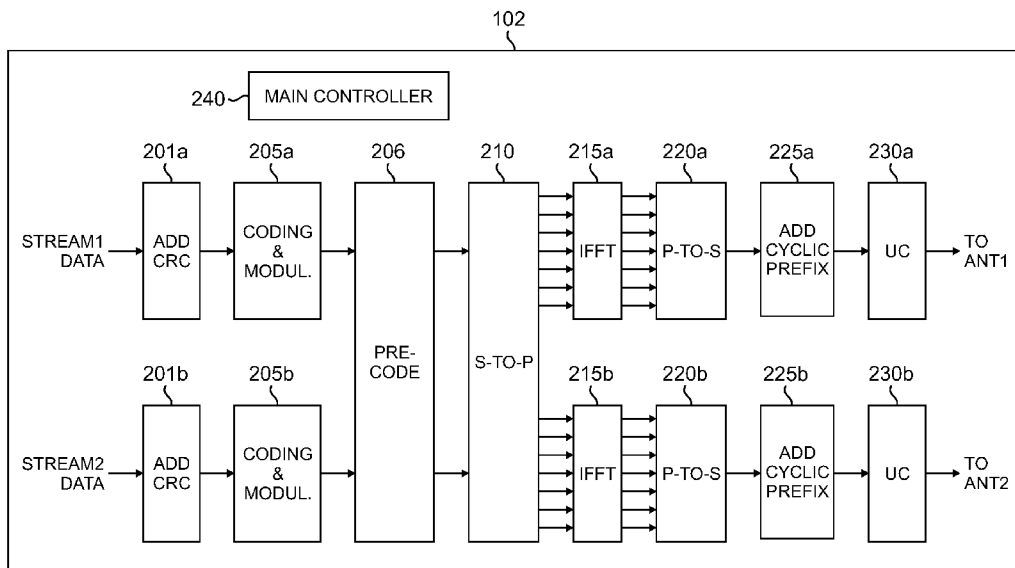 102
240
MAIN CONTROLLER
201a
205a
206
210
215a
220a
225a
230a
STREAM1
DATA
ADD
CRC
CODING
&
MODUL.
IFFT
P-TO-S
ADD
CYCLIC
PREFIX
UC
TO
ANT1
PRE-
CODE
S-TO-P
201b
205b
215b
220b
225b
230b
STREAM2
DATA
ADD
CRC
CODING
&
MODUL.
IFFT
P-TO-S
ADD
CYCLIC
PREFIX
UC
TO
ANT2